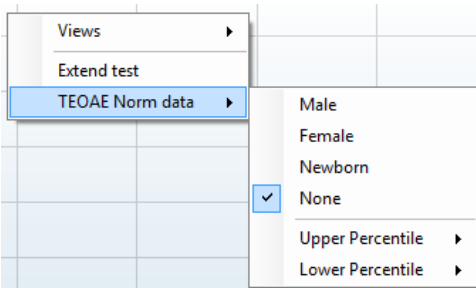 Views
Extend test
TEOAE Norm data
Male
Female
Newborn
None
Upper Percentile
Lower Percentile